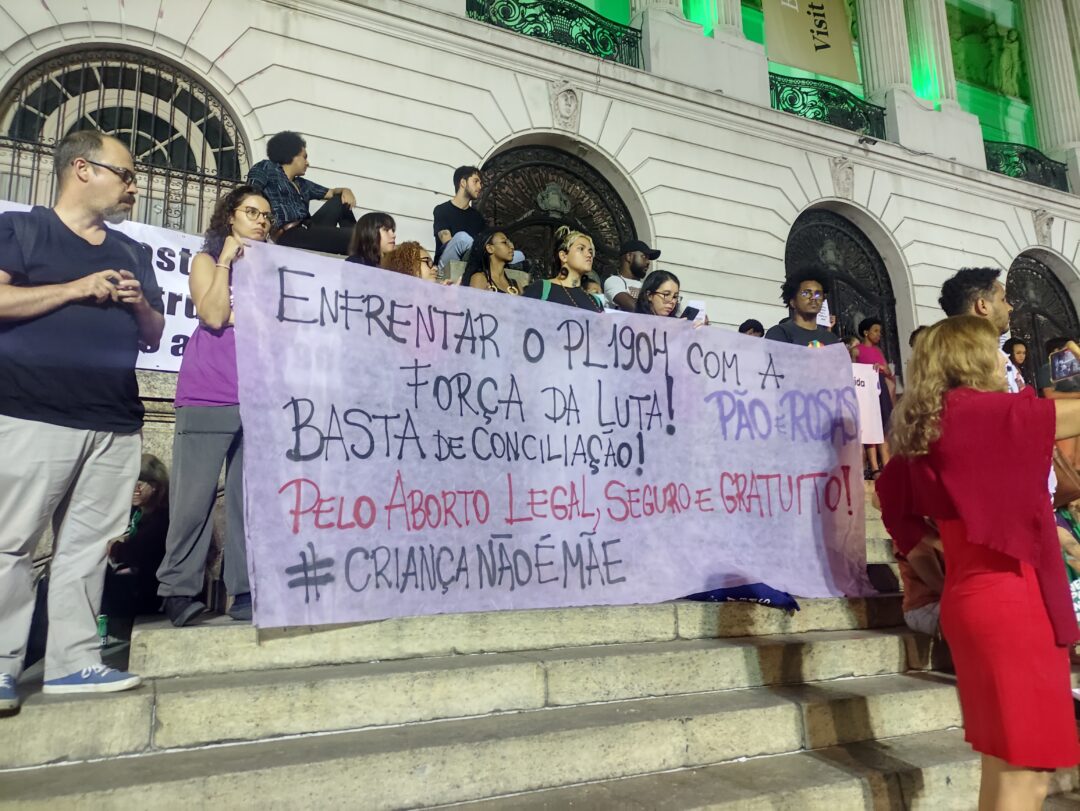 Visit
ENFRENTAR O PL1904 COM A
FORÇA DA LUTA!
PÃO E ROSAS
BASTA DE CONCILIAÇÃO!
PELO ABORTO LEGAL, SEGURO E GRATUITO!
#CRIANÇA NÃO É MÃE